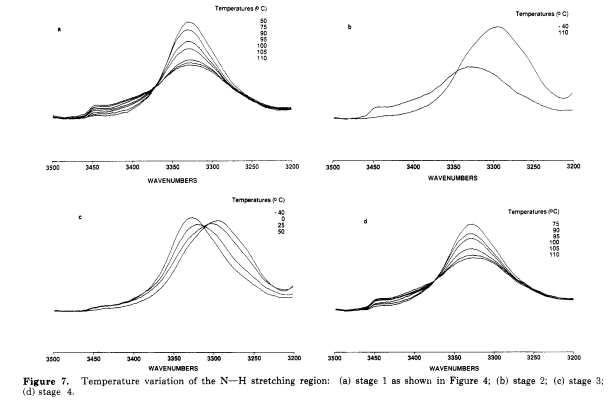 Temperatures (º C)
50
75
90
95
100
105
110
a
3500 3450 3400 3350 3300 3250 3200
WAVENUMBERS
Temperatures (º C)
- 40
110
b
3500 3450 3400 3350 3300 3250 3200
WAVENUMBERS
Temperatures (º C)
- 40
0
25
50
c
3500 3450 3400 3350 3300 3250 3200
WAVENUMBERS
Temperatures (ºC)
75
90
95
100
105
110
d
3500 3450 3400 3350 3300 3250 3200
WAVENUMBERS
Figure 7. Temperature variation of the N—H stretching region: (a) stage 1 as shown in Figure 4; (b) stage 2; (c) stage 3;
(d) stage 4.